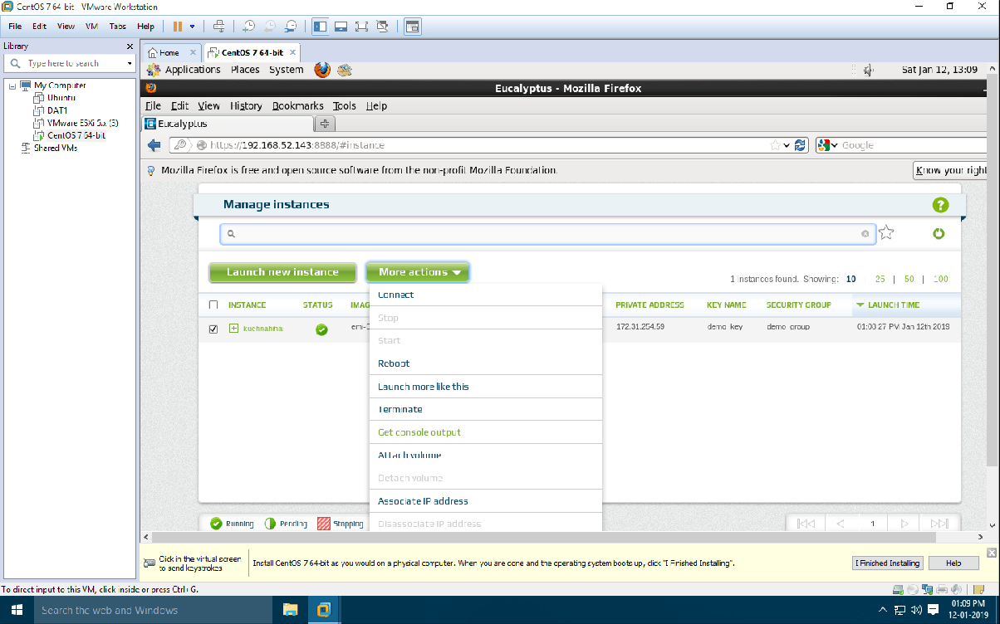 CentOS 7 64-bit - VMware Workstation
File Edit View VM Tabs Help
Library
Type here to search
My Computer
Ubuntu
DAT1
VMware ESXi 5.x (3)
CentOS 7 64-bit
Shared VMs
Home
CentOS 7 64-bit
Applications Places System
Sat Jan 12, 13:09
Eucalyptus - Mozilla Firefox
File Edit View History Bookmarks Tools Help
Eucalyptus
https://192.168.52.143:8888/#instance
Google
Mozilla Firefox is free and open source software from the non-profit Mozilla Foundation.
Know your right
Manage instances
?
Launch new instance
More actions
1 instances found. Showing: 10 | 25 | 50 | 100
INSTANCE STATUS IMAG PRIVATE ADDRESS KEY NAME SECURITY GROUP LAUNCH TIME
kuchnahihai emi- 172.31.254.59 demo_key demo_group 01:08:27 PM Jan 12th 2019
Connect
Stop
Start
Reboot
Launch more like this
Terminate
Get console output
Attach volume
Detach volume
Associate IP address
Disassociate IP address
Running Pending Stopping
1
Click in the virtual screen
to send keystrokes
Install CentOS 7 64-bit as you would on a physical computer. When you are done and the operating system boots up, click "I Finished Installing".
I Finished Installing
Help
To direct input to this VM, click inside or press Ctrl+G.
Search the web and Windows
01:09 PM
12-01-2019